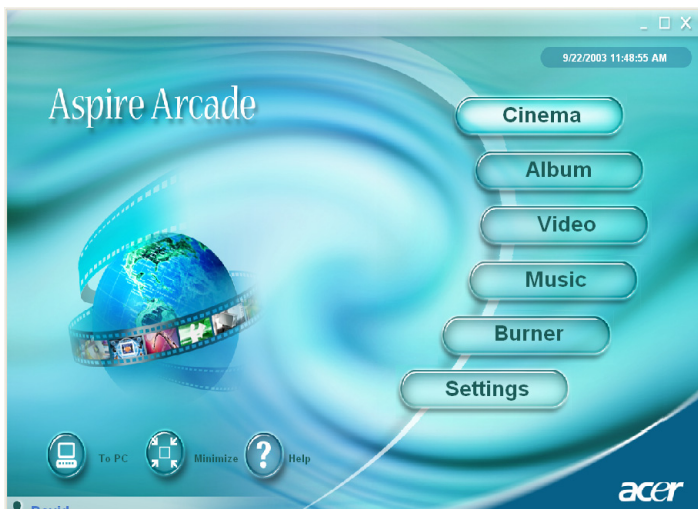 9/22/2003 11:48:55 AM
Aspire Arcade
Cinema
Album
Video
Music
Burner
Settings
To PC
Minimize
? Help
acer
David